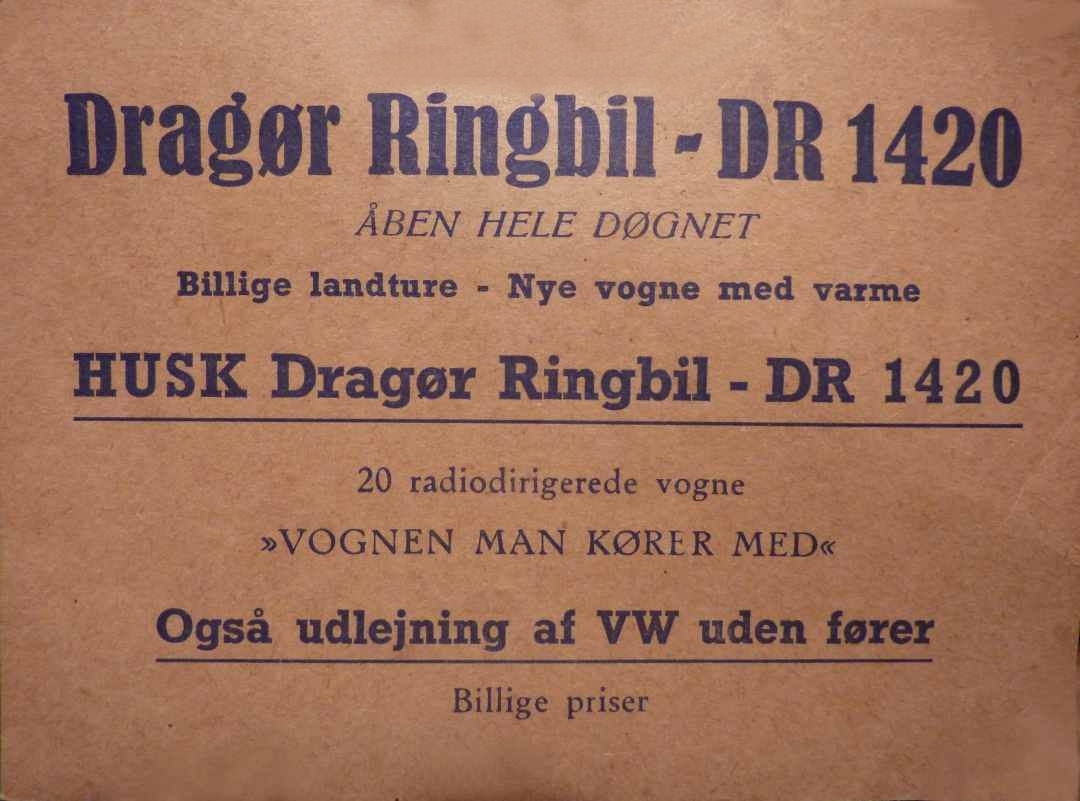 Dragør Ringbil - DR 1420
ÅBEN HELE DØGNET
Billige landture - Nye vogne med varme
HUSK Dragør Ringbil - DR 1420
20 radiodirigerede vogne
»VOGNEN MAN KØRER MED«
Også udlejning af VW uden fører
Billige priser